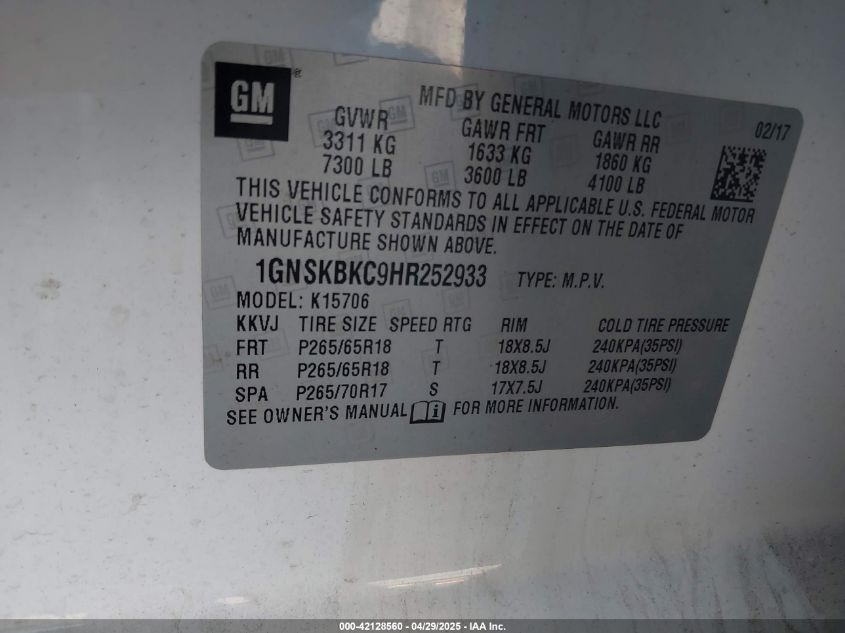 GM ®
MFD BY GENERAL MOTORS LLC
02/17
GVWR GAWR FRT GAWR RR
3311 KG 1633 KG 1860 KG
7300 LB 3600 LB 4100 LB
THIS VEHICLE CONFORMS TO ALL APPLICABLE U.S. FEDERAL MOTOR
VEHICLE SAFETY STANDARDS IN EFFECT ON THE DATE OF
MANUFACTURE SHOWN ABOVE.
1GNSKBKC9HR252933 TYPE: M.P.V.
MODEL: K15706
KKVJ TIRE SIZE SPEED RTG RIM COLD TIRE PRESSURE
FRT P265/65R18 T 18X8.5J 240KPA(35PSI)
RR P265/65R18 T 18X8.5J 240KPA(35PSI)
SPA P265/70R17 S 17X7.5J 240KPA(35PSI)
SEE OWNER'S MANUAL i FOR MORE INFORMATION.
000-42128560 - 04/29/2025 - IAA Inc.